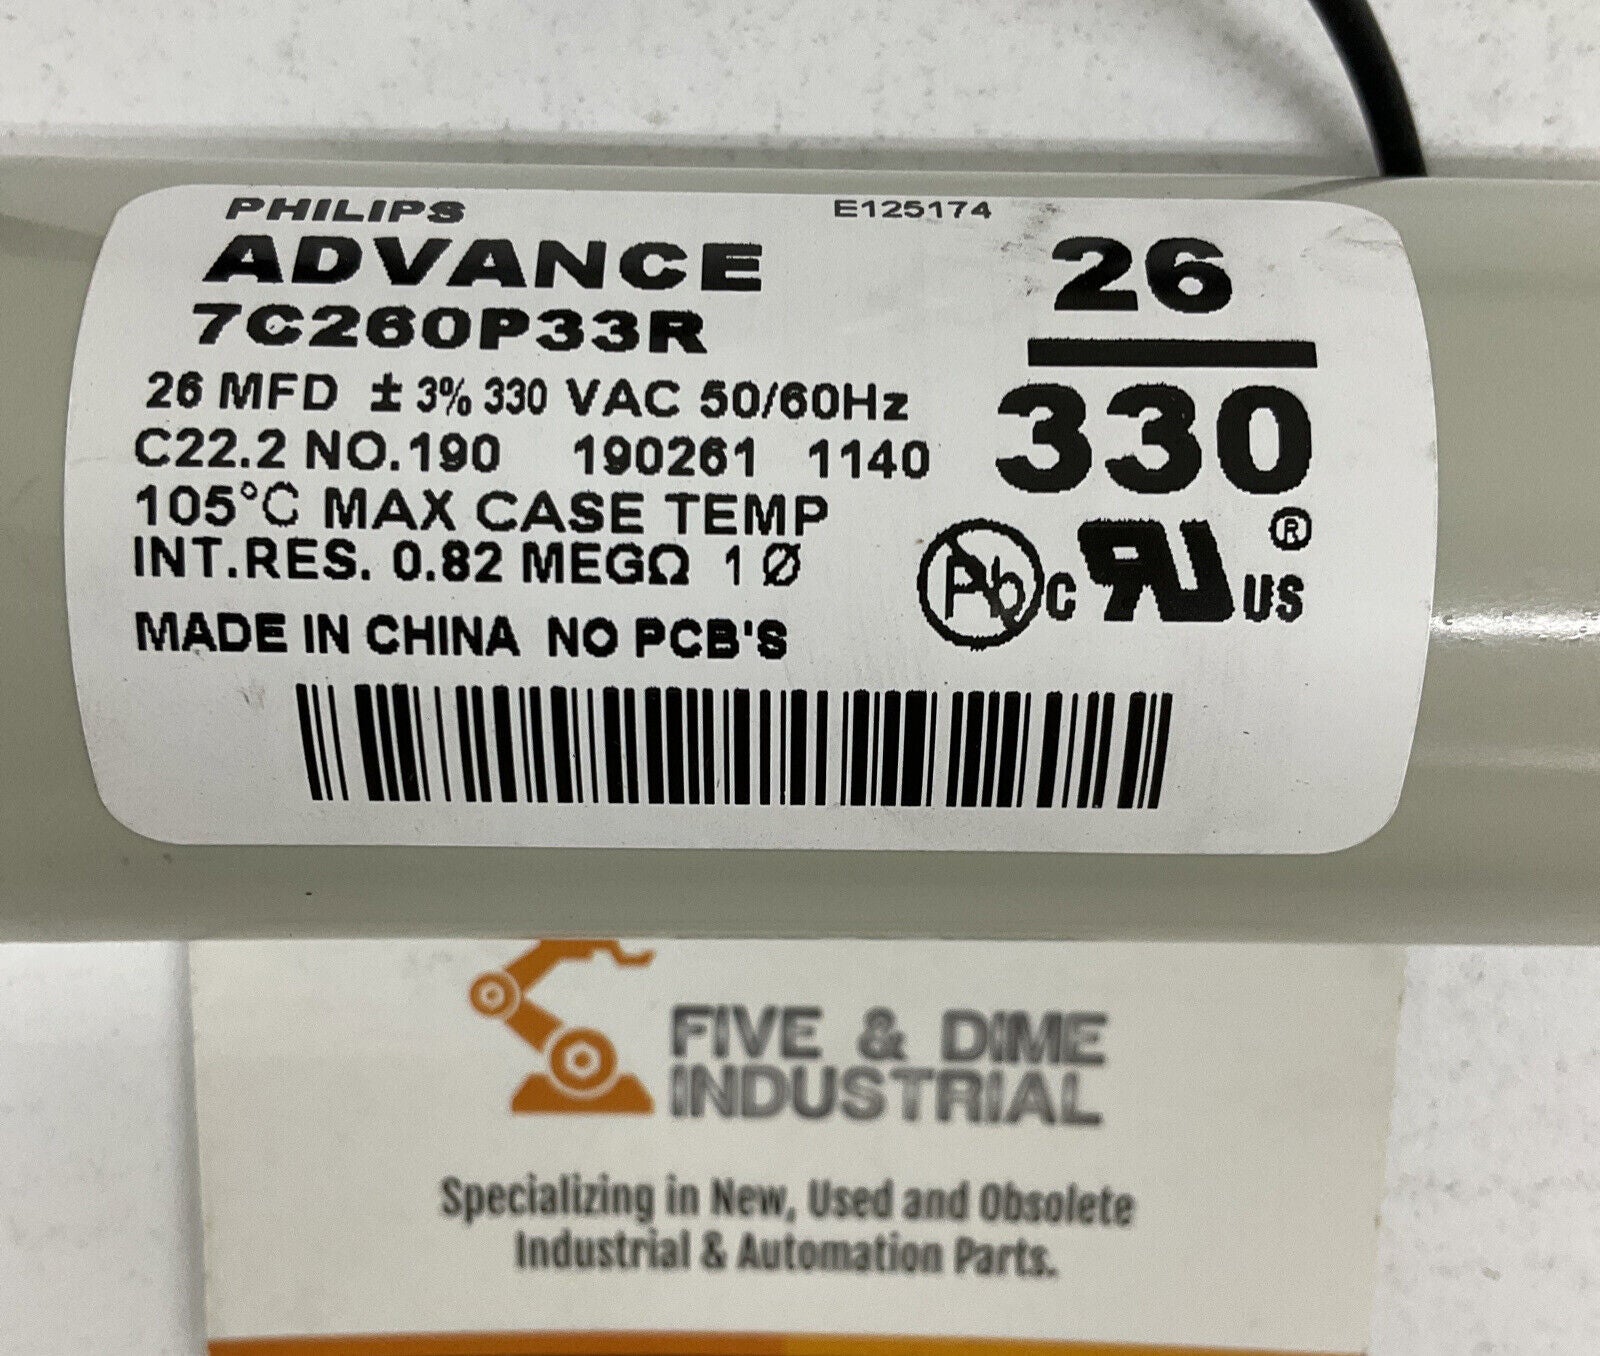 PHILIPS
E125174
ADVANCE
7C260P33R
26 MFD ± 3% 330 VAC 50/60Hz
C22.2 NO.190 190261 1140
105°C MAX CASE TEMP
INT.RES. 0.82 MEGΩ 1 Ø
MADE IN CHINA NO PCB'S
26
330
Pb
c RU ® US
FIVE & DIME
INDUSTRIAL
Specializing in New, Used and Obsolete
Industrial & Automation Parts.